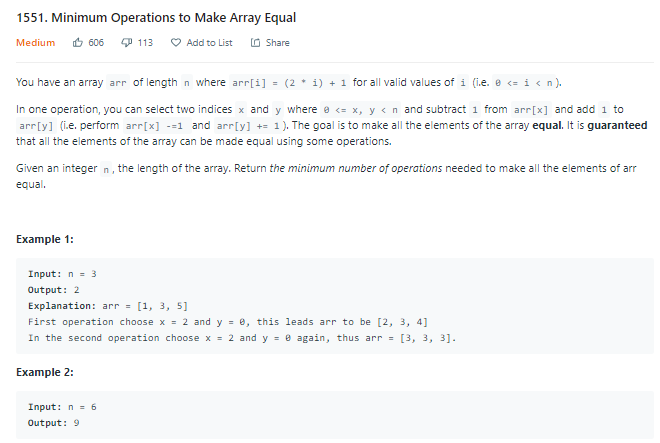 1551. Minimum Operations to Make Array Equal
Medium 606 113 Add to List Share
You have an array arr of length n where arr[i] = (2 * i) + 1 for all valid values of i (i.e. 0 <= i < n).
In one operation, you can select two indices x and y where 0 <= x, y < n and subtract 1 from arr[x] and add 1 to
arr[y] (i.e. perform arr[x] -=1 and arr[y] += 1). The goal is to make all the elements of the array equal. It is guaranteed
that all the elements of the array can be made equal using some operations.
Given an integer n, the length of the array. Return the minimum number of operations needed to make all the elements of arr
equal.
Example 1:
Input: n = 3
Output: 2
Explanation: arr = [1, 3, 5]
First operation choose x = 2 and y = 0, this leads arr to be [2, 3, 4]
In the second operation choose x = 2 and y = 0 again, thus arr = [3, 3, 3].
Example 2:
Input: n = 6
Output: 9